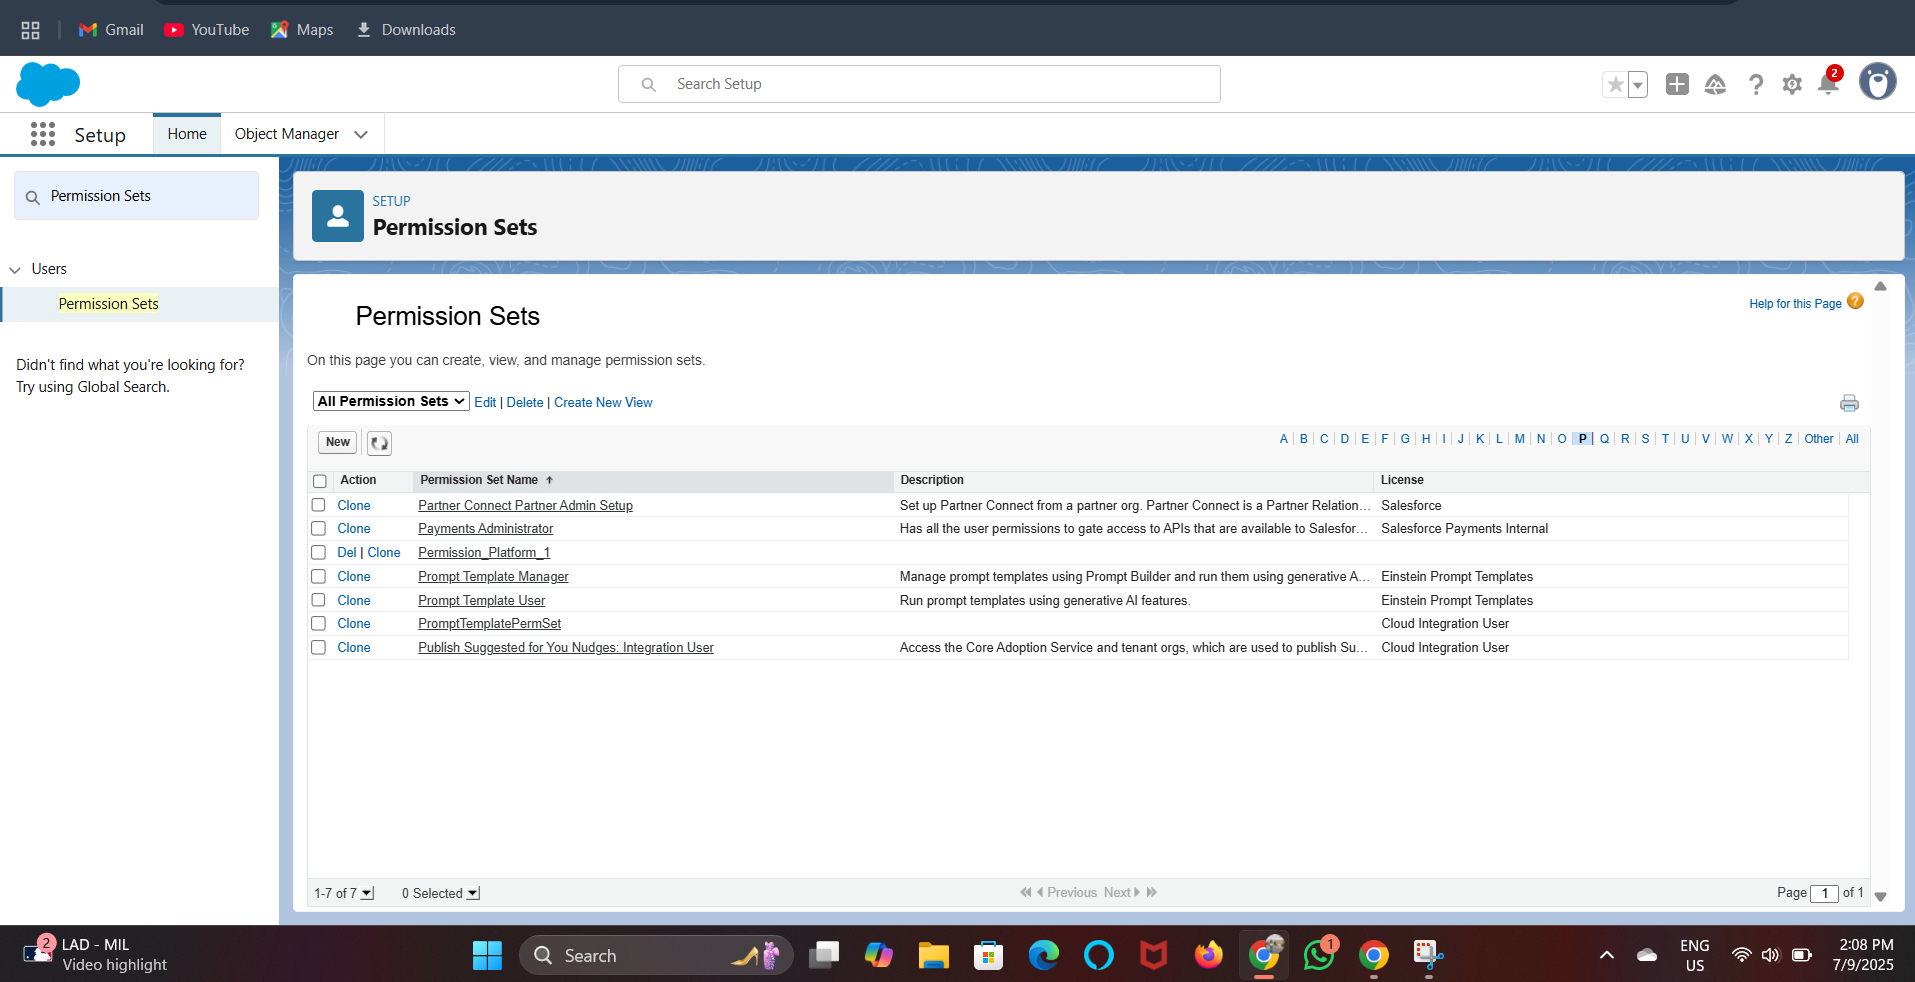 Gmail YouTube Maps Downloads
Search Setup
2
Setup Home Object Manager
Permission Sets
Users
Permission Sets
Didn't find what you're looking for?
Try using Global Search.
SETUP
Permission Sets
Help for this Page ?
Permission Sets
On this page you can create, view, and manage permission sets.
All Permission Sets Edit | Delete | Create New View
New A | B | C | D | E | F | G | H | I | J | K | L | M | N | O | P | Q | R | S | T | U | V | W | X | Y | Z | Other | All
Action Permission Set Name ↑ Description License
Clone Partner Connect Partner Admin Setup Set up Partner Connect from a partner org. Partner Connect is a Partner Relation... Salesforce
Clone Payments Administrator Has all the user permissions to gate access to APIs that are available to Salesfor... Salesforce Payments Internal
Del | Clone Permission_Platform_1
Clone Prompt Template Manager Manage prompt templates using Prompt Builder and run them using generative A... Einstein Prompt Templates
Clone Prompt Template User Run prompt templates using generative AI features. Einstein Prompt Templates
Clone PromptTemplatePermSet Cloud Integration User
Clone Publish Suggested for You Nudges: Integration User Access the Core Adoption Service and tenant orgs, which are used to publish Su... Cloud Integration User
1-7 of 7 0 Selected Previous Next Page 1 of 1
2 LAD - MIL
Video highlight
Search
1
ENG
US
2:08 PM
7/9/2025